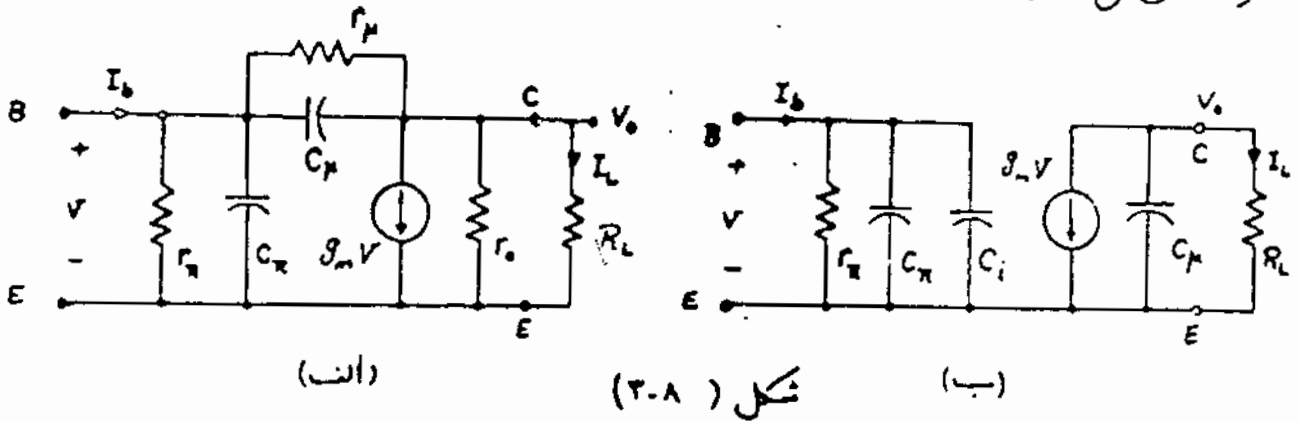 r_μ
B I_b C V_o
+ C_μ I_L
V r_π C_π g_m V r_o R_L
-
E E
(الف)
B I_b V_o
C
+ g_m V I_L
V r_π C_π C_i C_μ R_L
-
E E
(ب)
شکل ( ۸-۳)